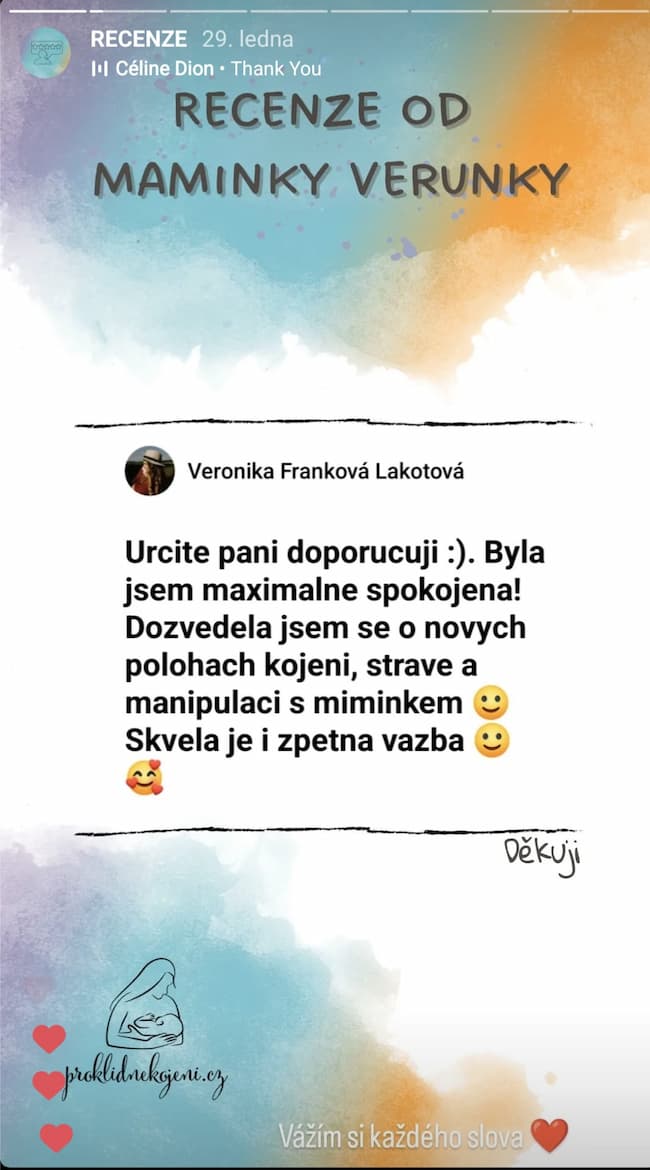 RECENZE 29. ledna
Céline Dion • Thank You
RECENZE OD
MAMINKY VERUNKY
Veronika Franková Lakotová
Urcite pani doporucuji :). Byla
jsem maximalne spokojena!
Dozvedela jsem se o novych
polohach kojeni, strave a
manipulaci s miminkem 🙂
Skvela je i zpetna vazba 🙂
🥰
Děkuji
proklidnekojeni.cz
Vážím si každého slova ❤️